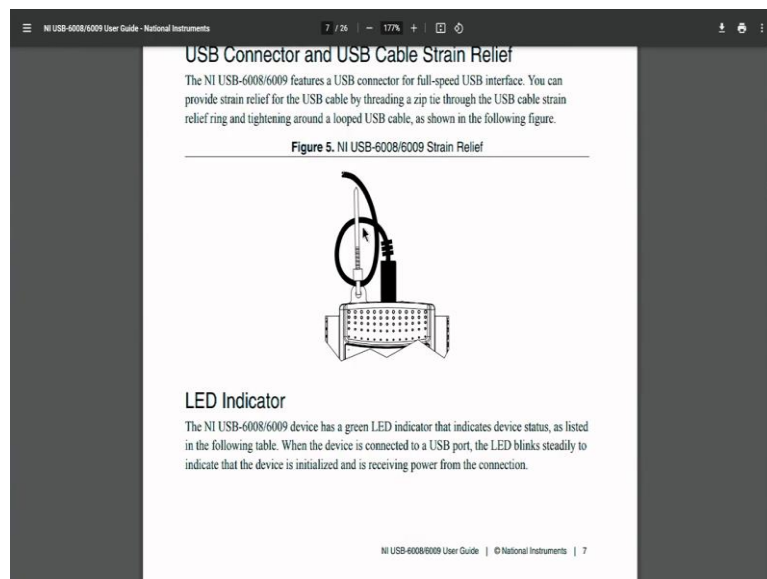 NI USB-6008/6009 User Guide - National Instruments
7 / 26
177%
USB Connector and USB Cable Strain Relief
The NI USB-6008/6009 features a USB connector for full-speed USB interface. You can
provide strain relief for the USB cable by threading a zip tie through the USB cable strain
relief ring and tightening around a looped USB cable, as shown in the following figure.
Figure 5. NI USB-6008/6009 Strain Relief
LED Indicator
The NI USB-6008/6009 device has a green LED indicator that indicates device status, as listed
in the following table. When the device is connected to a USB port, the LED blinks steadily to
indicate that the device is initialized and is receiving power from the connection.
NI USB-6008/6009 User Guide | © National Instruments | 7